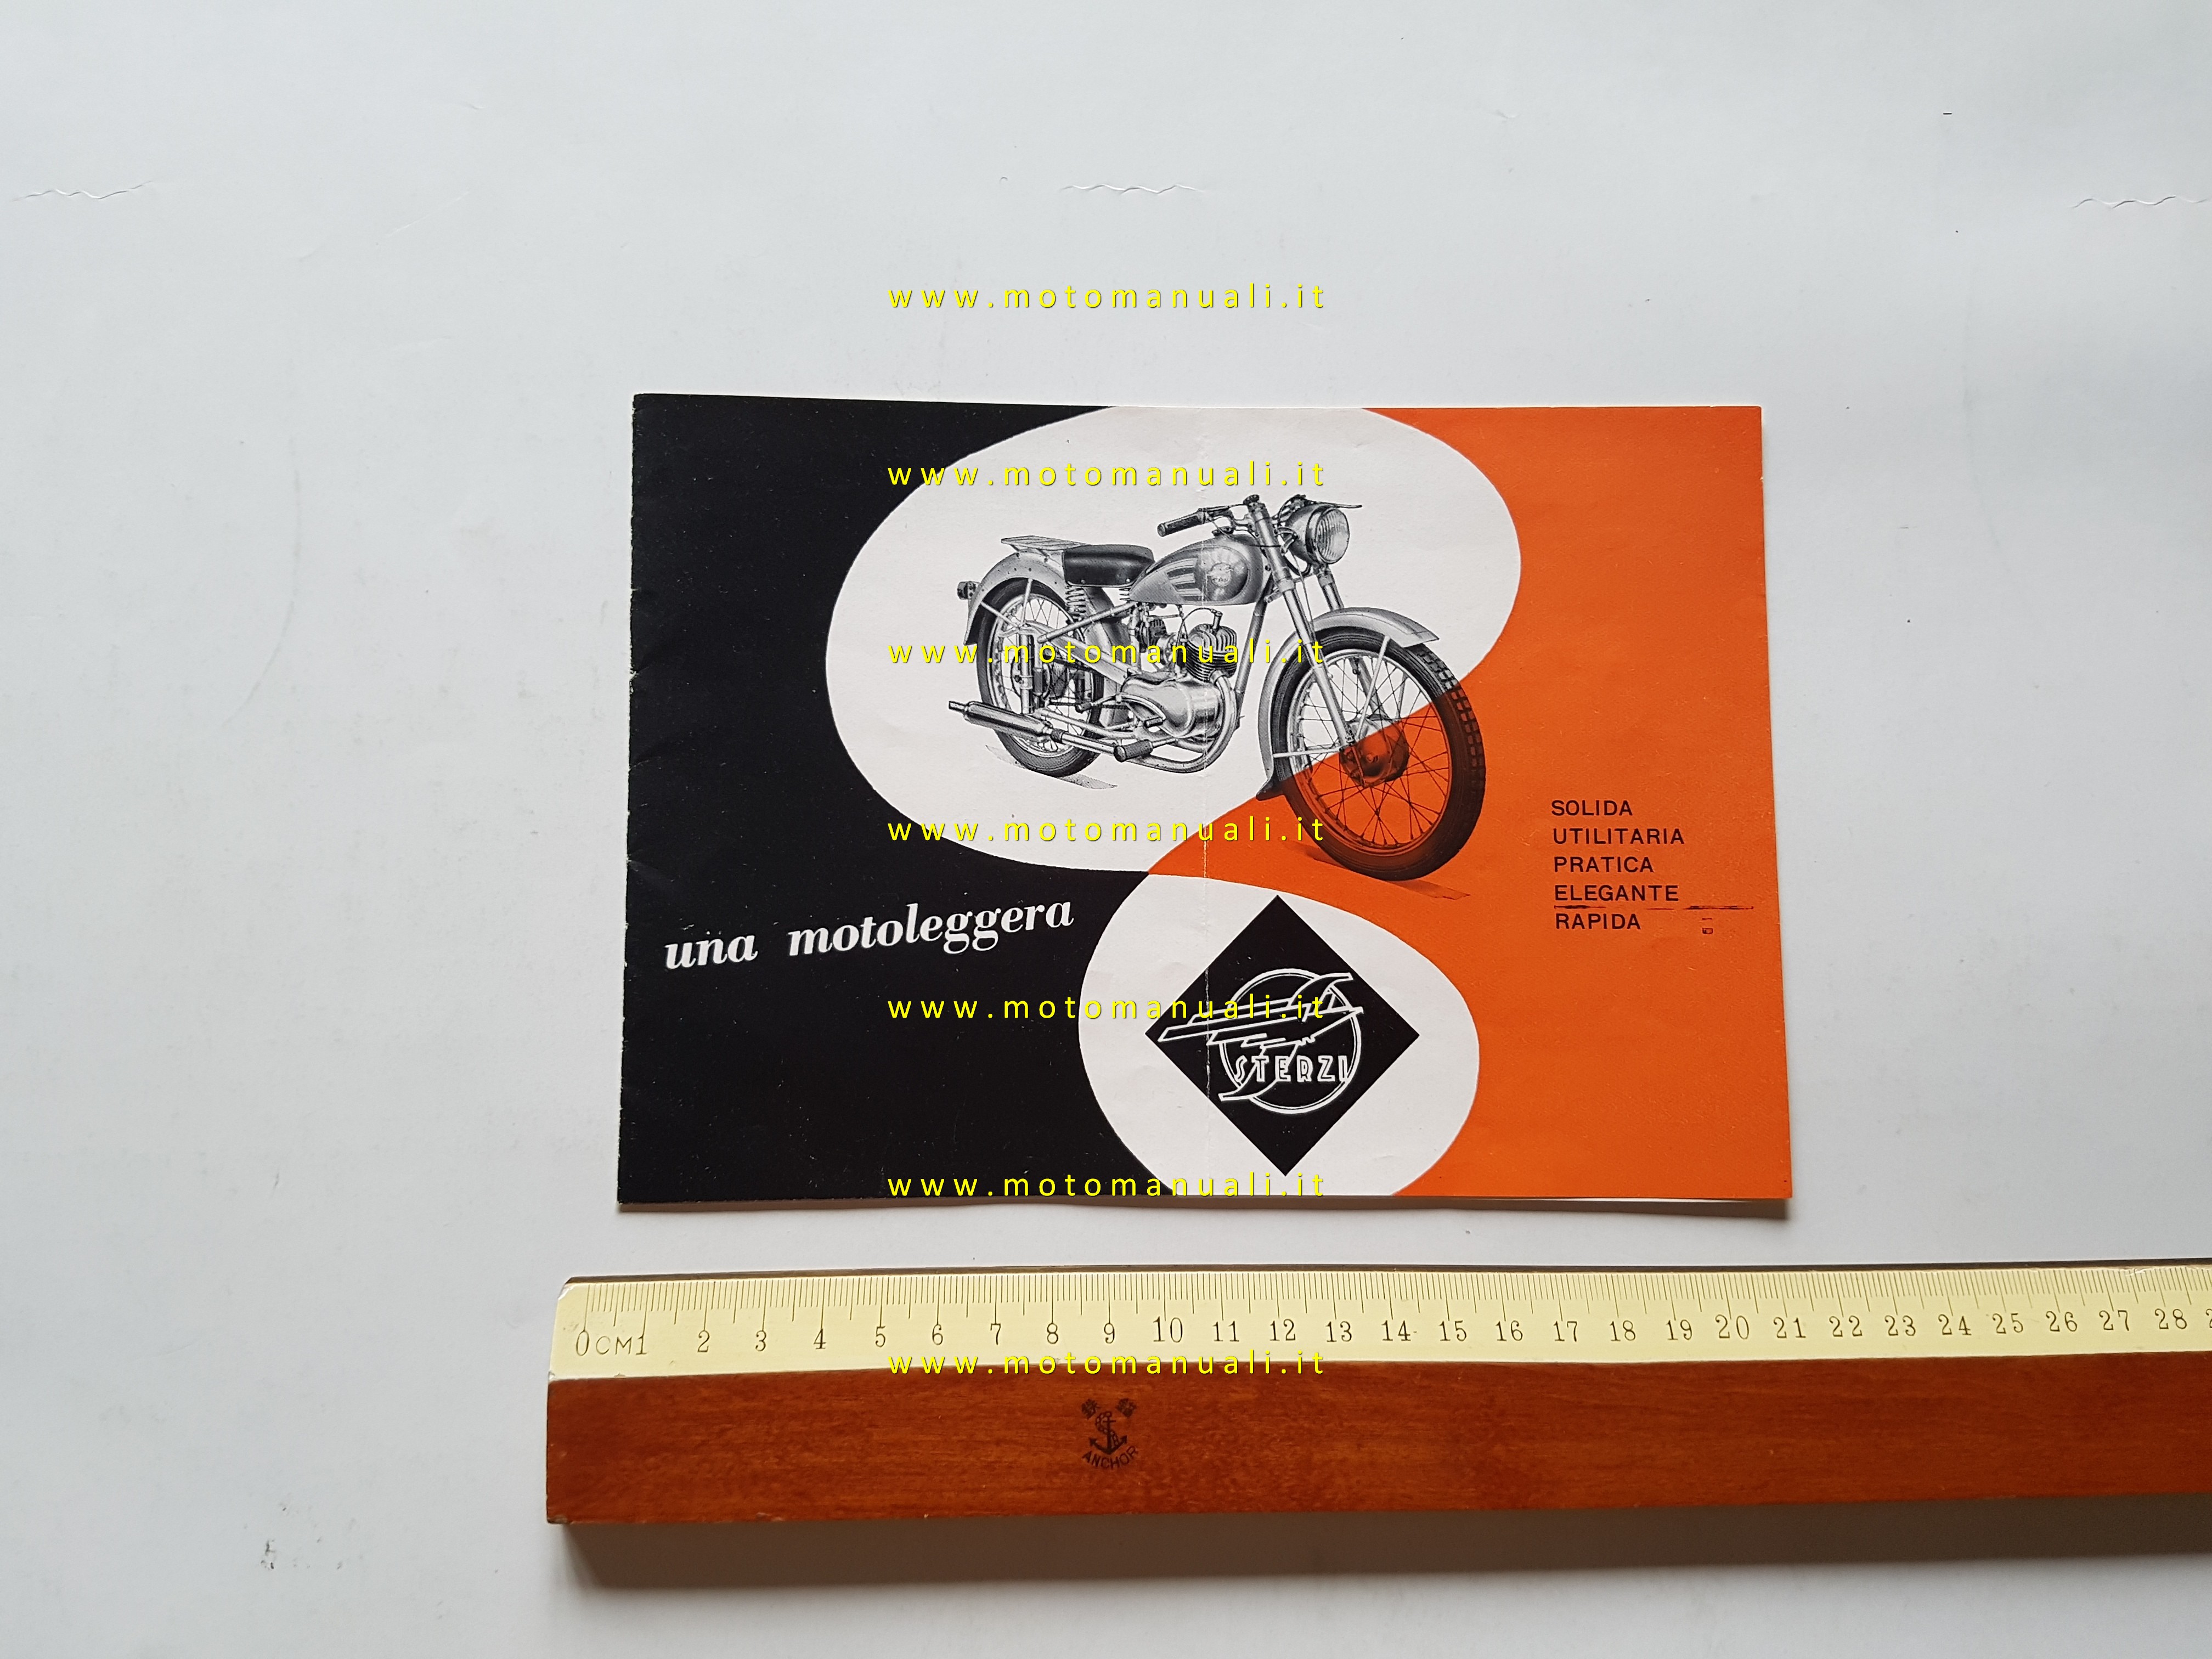 www.motomanuali.it
www.motomanuali.it
www.motomanuali.it
www.motomanuali.it
SOLIDA
UTILITARIA
PRATICA
ELEGANTE
RAPIDA
una motoleggera
www.motomanuali.it
STERZI
www.motomanuali.it
0CM1 2 3 4 5 6 7 8 9 10 11 12 13 14 15 16 17 18 19 20 21 22 23 24 25 26 27 28
www.motomanuali.it
ANCHOR